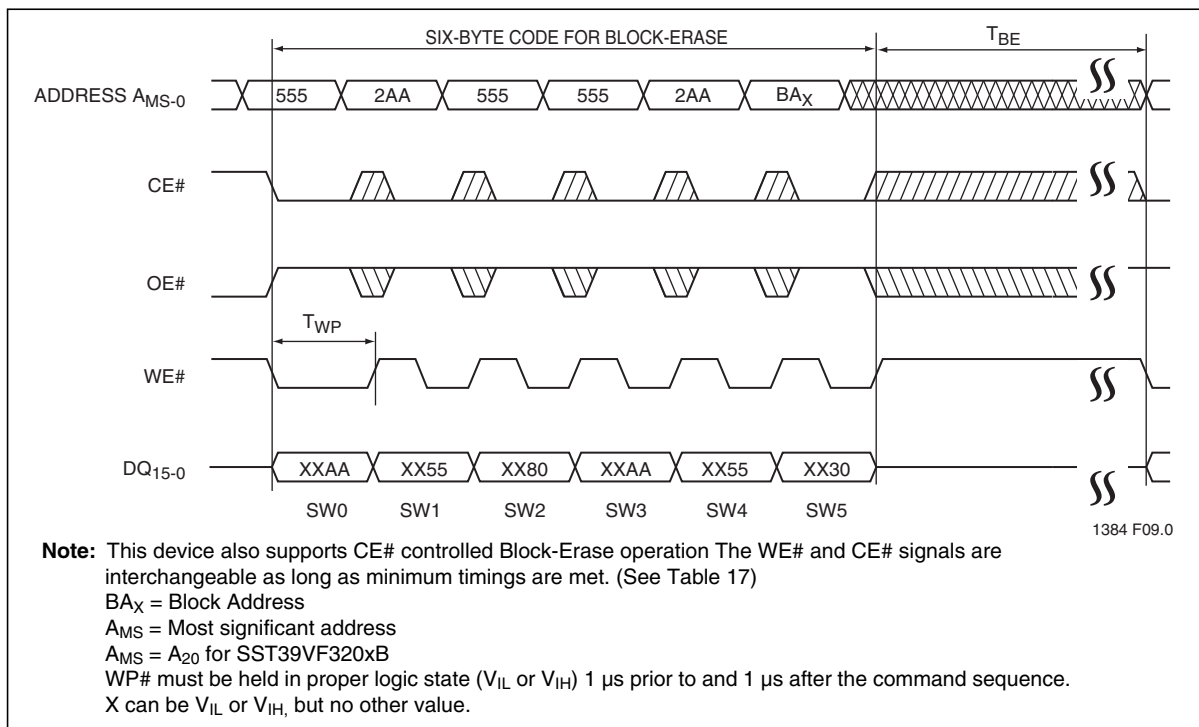 SIX-BYTE CODE FOR BLOCK-ERASE
TBE
ADDRESS AMS-0
555 2AA 555 555 2AA BAX
CE#
OE#
TWP
WE#
DQ15-0
XXAA XX55 XX80 XXAA XX55 XX30
SW0 SW1 SW2 SW3 SW4 SW5
1384 F09.0
Note: This device also supports CE# controlled Block-Erase operation The WE# and CE# signals are
interchangeable as long as minimum timings are met. (See Table 17)
BAX = Block Address
AMS = Most significant address
AMS = A20 for SST39VF320xB
WP# must be held in proper logic state (VIL or VIH) 1 µs prior to and 1 µs after the command sequence.
X can be VIL or VIH, but no other value.